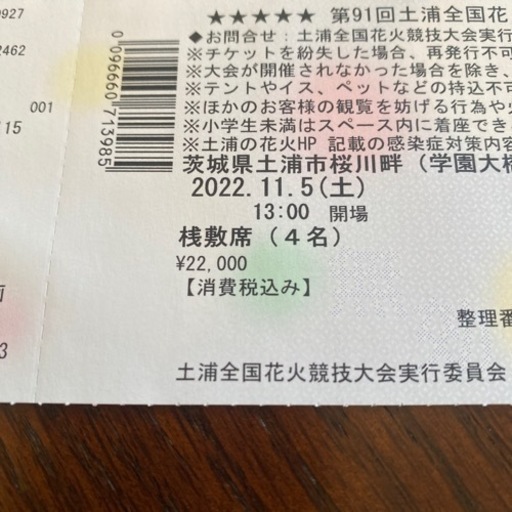 0927
2462
001
15
3
0096660713985
★★★★★ 第91回土浦全国花
◆お問合せ：土浦全国花火競技大会実行
※チケットを紛失した場合、再発行不可
※大会が開催されなかった場合を除き、
※テントやイス、ペットなどの持込不可
※ほかのお客様の観覧を妨げる行為や火
※小学生未満はスペース内に着座でき
※土浦の花火HP 記載の感染症対策内容
茨城県土浦市桜川畔（学園大橋
2022.11.5(土)
13:00 開場
桟敷席（４名）
¥22,000
【消費税込み】
整理番
土浦全国花火競技大会実行委員会